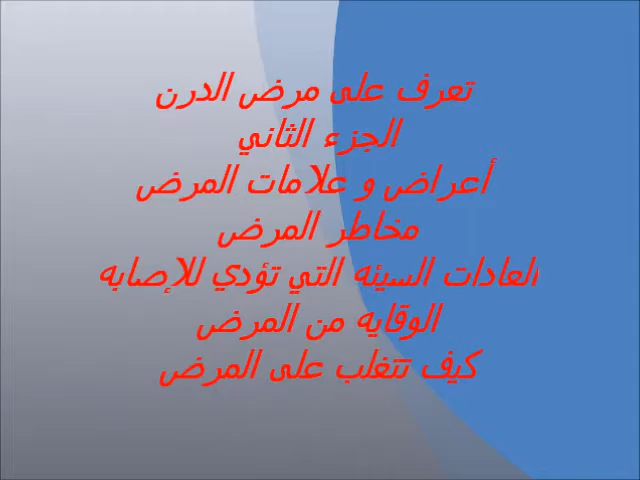 تعرف على مرض الدرن
الجزء الثاني
أعراض و علامات المرض
مخاطر المرض
العادات السيئه التي تؤدي للإصابه
الوقايه من المرض
كيف تتغلب على المرض